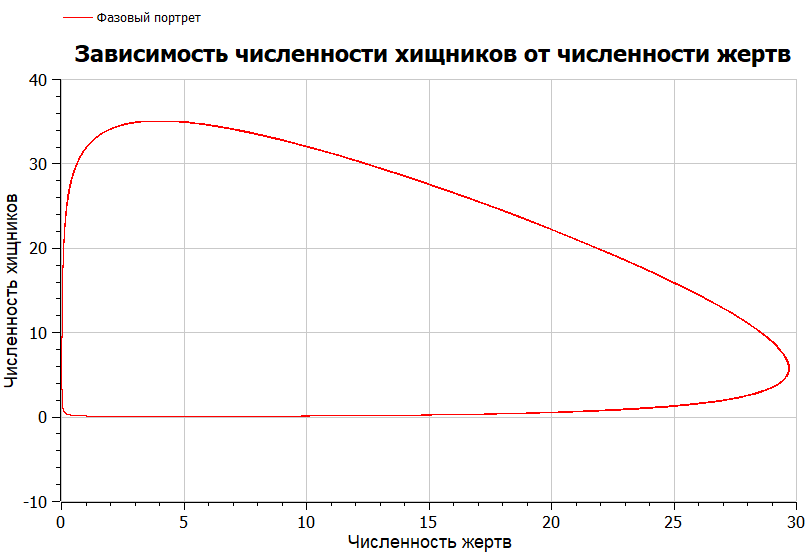 Фазовый портрет
Зависимость численности хищников от численности жертв
Численность хищников
40
30
20
10
0
-10
0 5 10 15 20 25 30
Численность жертв